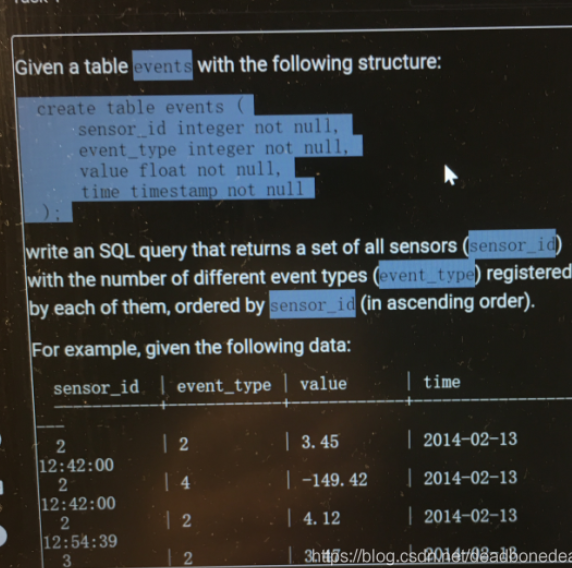 Given a table events with the following structure:
create table events (
sensor_id integer not null,
event_type integer not null,
value float not null,
time timestamp not null
);
write an SQL query that returns a set of all sensors (sensor_id)
with the number of different event types (event_type) registered
by each of them, ordered by sensor_id (in ascending order).
For example, given the following data:
sensor_id | event_type | value | time
2 | 2 | 3.45 | 2014-02-13
12:42:00
2 | 4 | -149.42 | 2014-02-13
12:42:00
2 | 2 | 4.12 | 2014-02-13
12:54:39
3 | 2 |
https://blog.csdn.net/deadbonedea